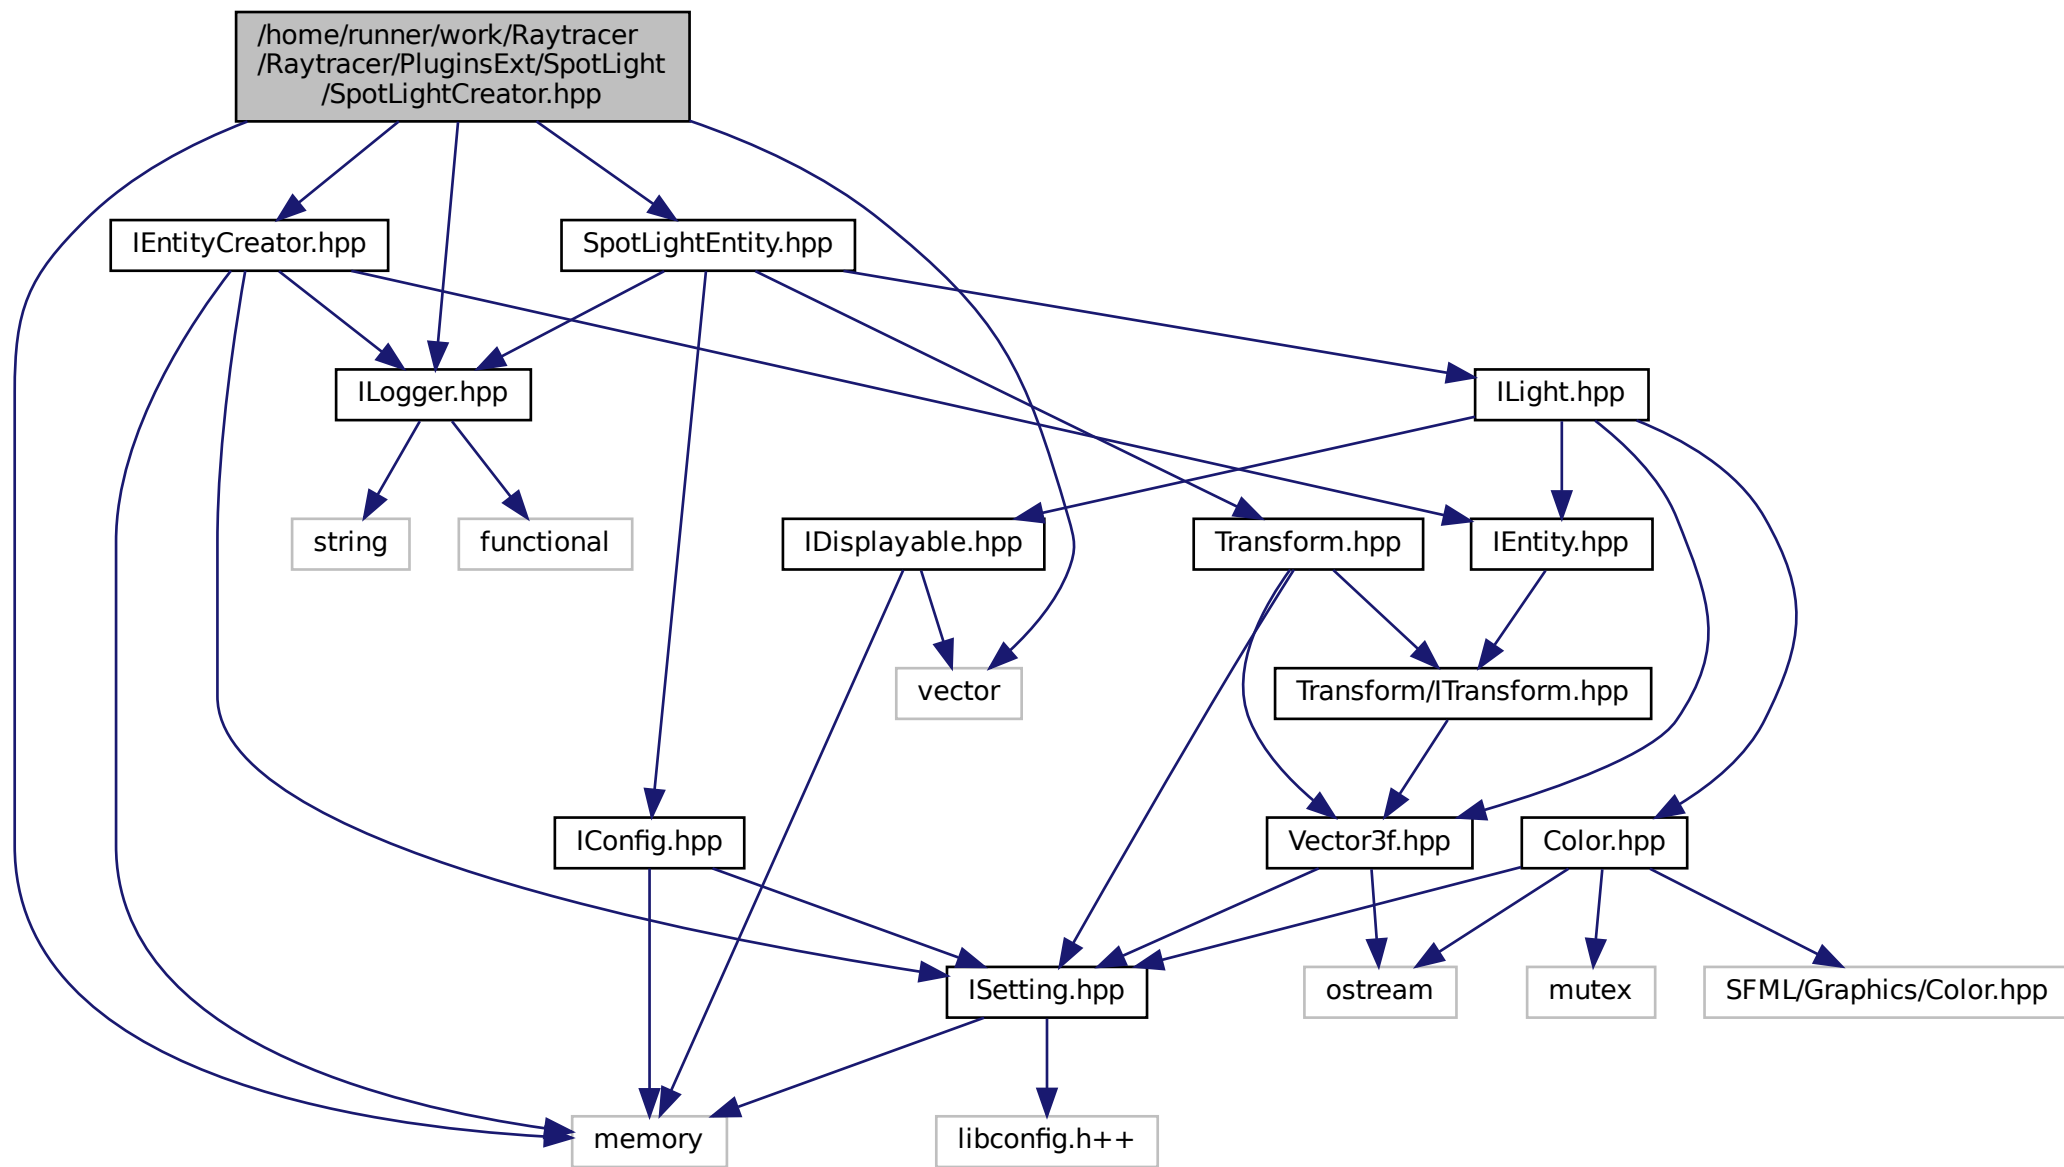 /home/runner/work/Raytracer
/Raytracer/PluginsExt/SpotLight
/SpotLightCreator.hpp
IEntityCreator.hpp
SpotLightEntity.hpp
ILogger.hpp
ILight.hpp
string
functional
IDisplayable.hpp
Transform.hpp
IEntity.hpp
vector
Transform/ITransform.hpp
IConfig.hpp
Vector3f.hpp
Color.hpp
ISetting.hpp
ostream
mutex
SFML/Graphics/Color.hpp
memory
libconfig.h++